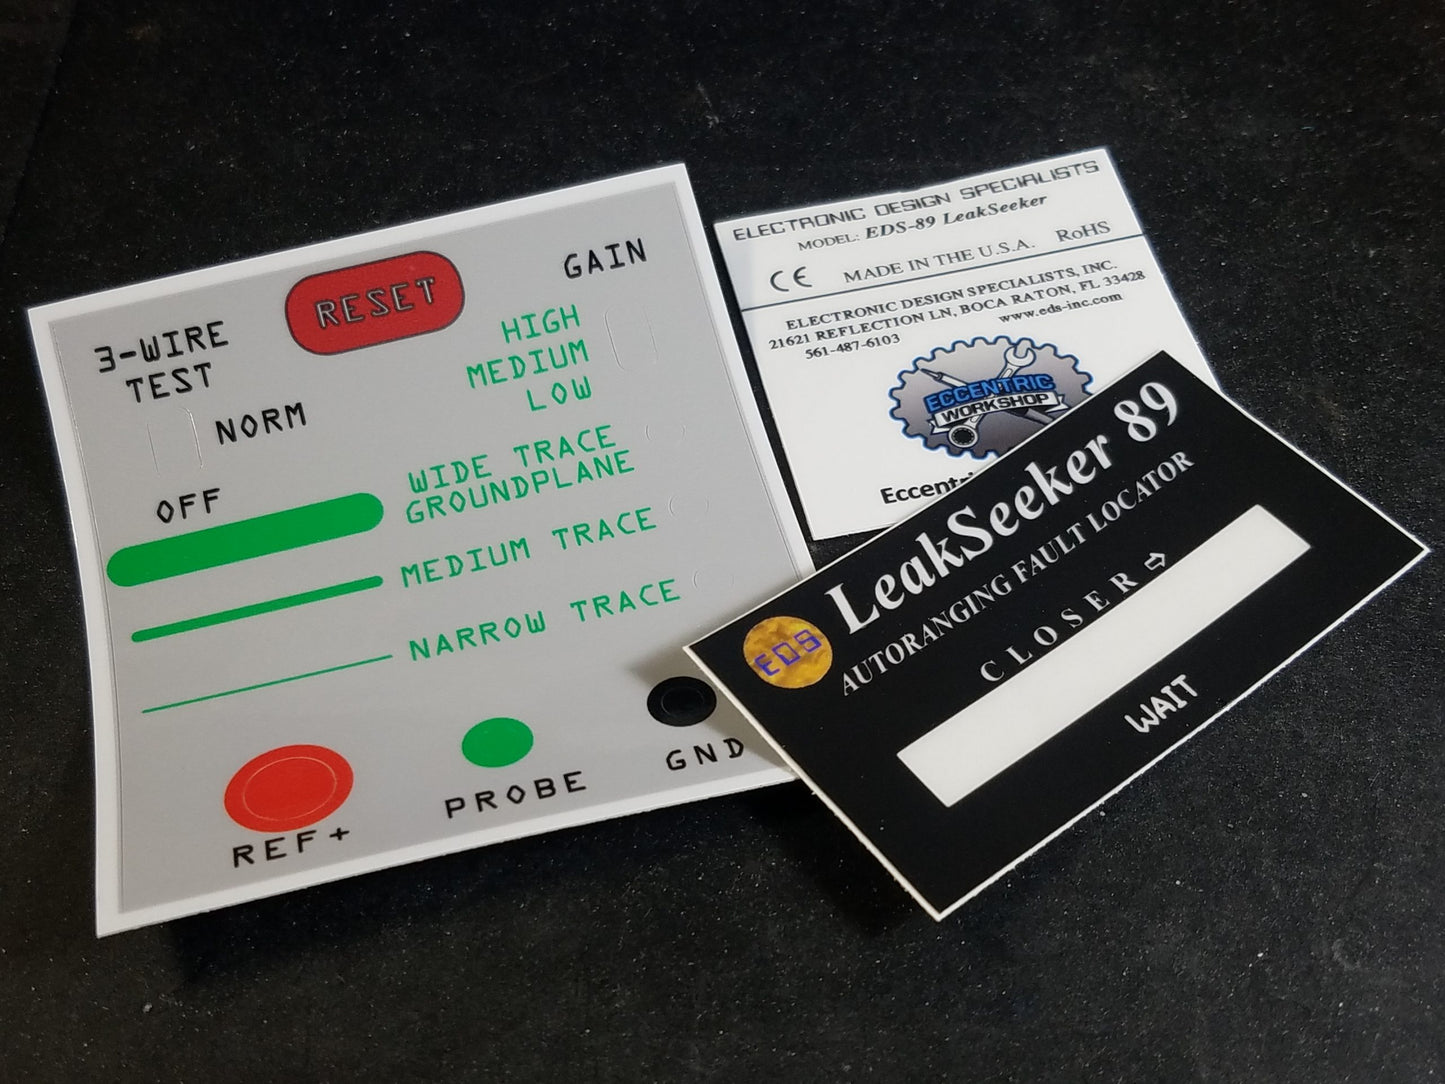 RESET
GAIN
3-WIRE
TEST
HIGH
MEDIUM
LOW
NORM
OFF
WIDE TRACE
GROUNDPLANE
MEDIUM TRACE
NARROW TRACE
REF+
PROBE
GND
ELECTRONIC DESIGN SPECIALISTS
MODEL: EDS-89 LeakSeeker
CE MADE IN THE U.S.A. RoHS
ELECTRONIC DESIGN SPECIALISTS, INC.
21621 REFLECTION LN, BOCA RATON, FL 33428
561-487-6103 www.eds-inc.com
ECCENTRIC
WORKSHOP
EDS
LeakSeeker 89
AUTORANGING FAULT LOCATOR
CLOSER ⇨
WAIT